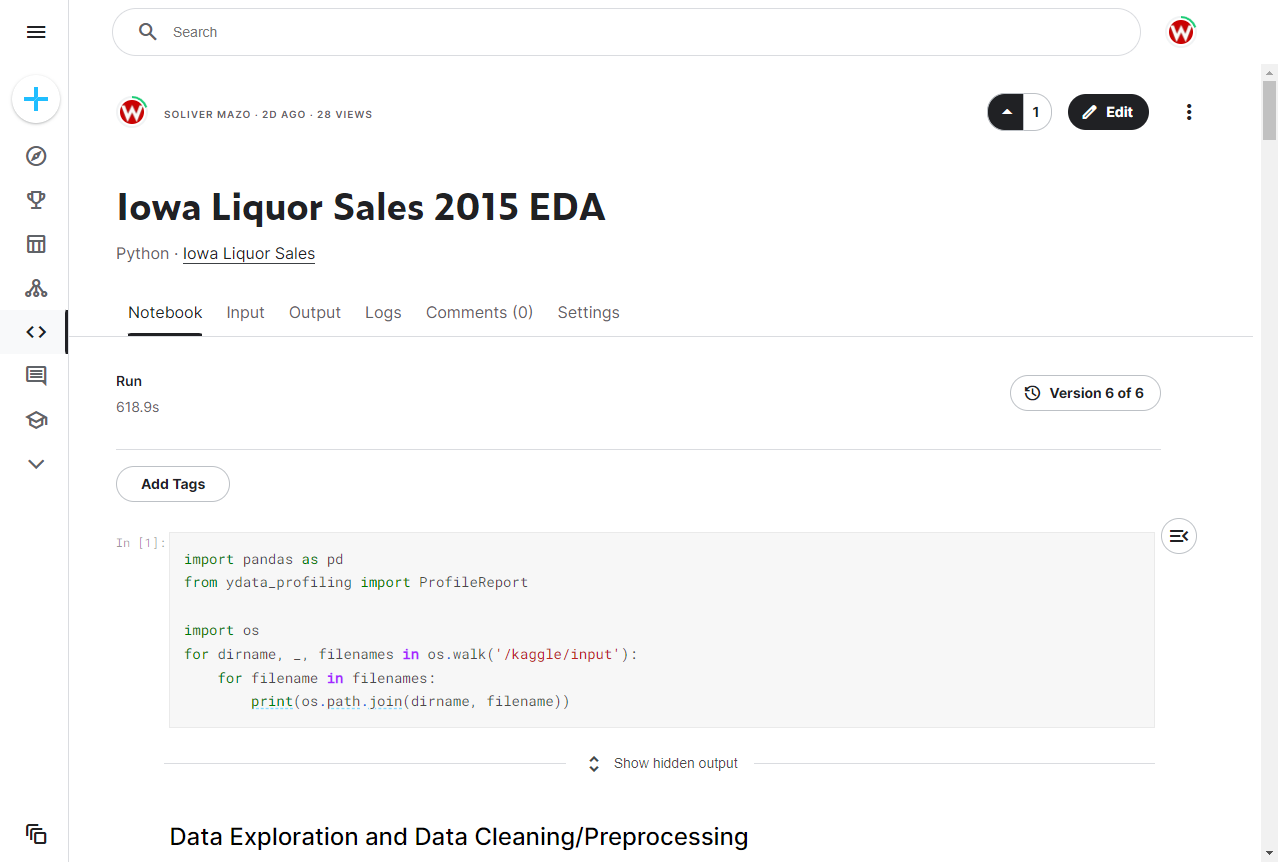 Search
SOLIVER MAZO · 2D AGO · 28 VIEWS
1
Edit
Iowa Liquor Sales 2015 EDA
Python · Iowa Liquor Sales
Notebook Input Output Logs Comments (0) Settings
Run
618.9s
Version 6 of 6
Add Tags
In [1]:
import pandas as pd
from ydata_profiling import ProfileReport
import os
for dirname, _, filenames in os.walk('/kaggle/input'):
    for filename in filenames:
        print(os.path.join(dirname, filename))
Show hidden output
Data Exploration and Data Cleaning/Preprocessing